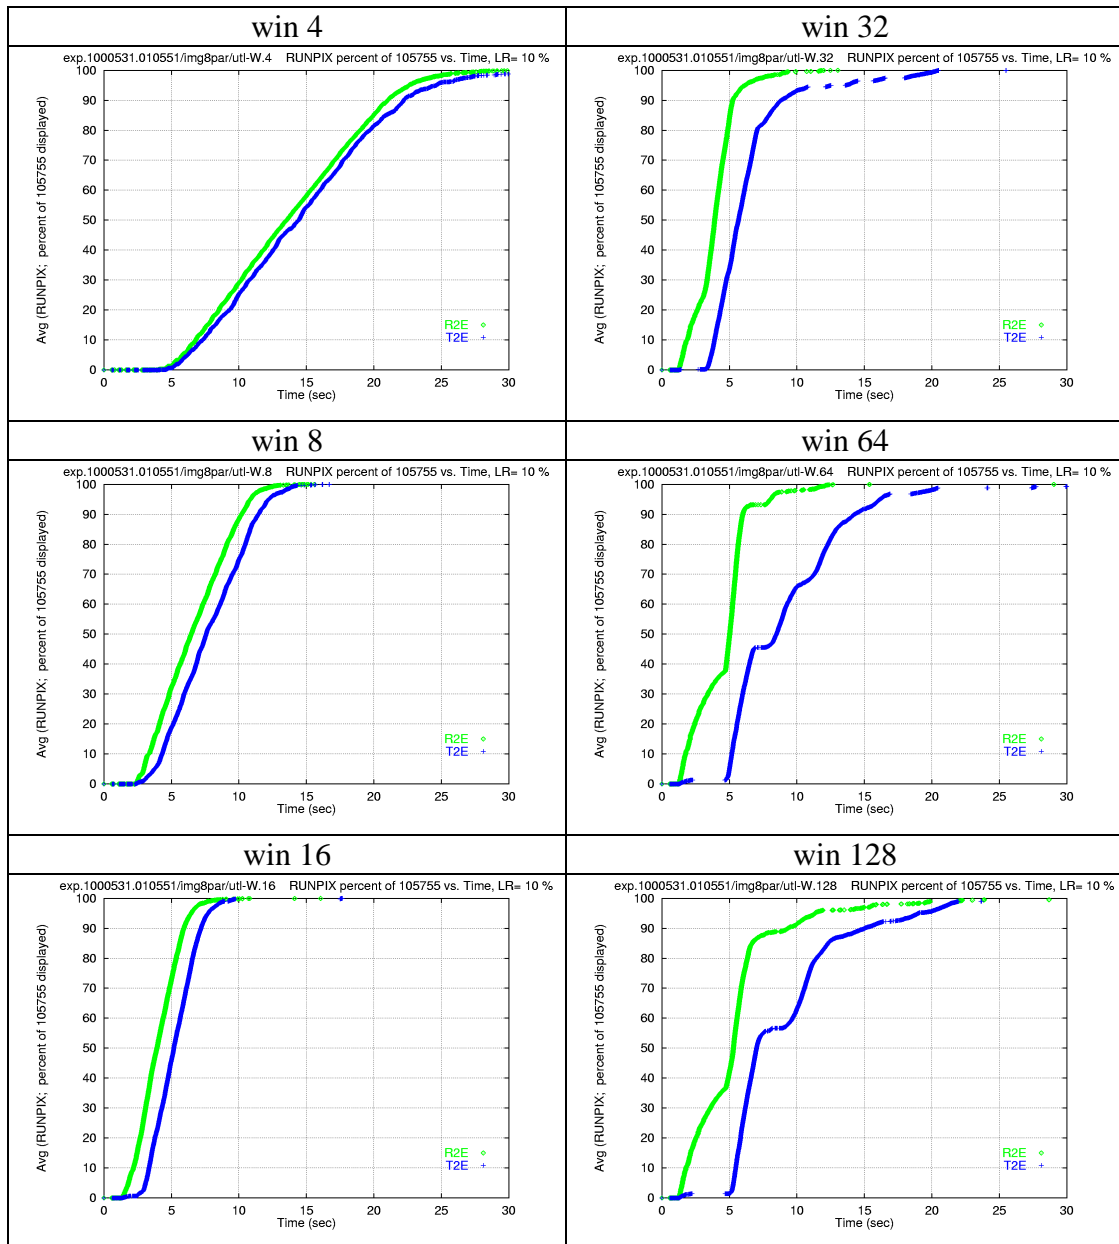 win 4
exp.1000531.010551/img8par/utl-W.4 RUNPIX percent of 105755 vs. Time, LR= 10 %
Avg (RUNPIX; percent of 105755 displayed)
100
90
80
70
60
50
40
30
20
10
0
R2E
T2E
0 5 10 15 20 25 30
Time (sec)
win 32
exp.1000531.010551/img8par/utl-W.32 RUNPIX percent of 105755 vs. Time, LR= 10 %
Avg (RUNPIX; percent of 105755 displayed)
100
90
80
70
60
50
40
30
20
10
0
R2E
T2E
0 5 10 15 20 25 30
Time (sec)
win 8
exp.1000531.010551/img8par/utl-W.8 RUNPIX percent of 105755 vs. Time, LR= 10 %
Avg (RUNPIX; percent of 105755 displayed)
100
90
80
70
60
50
40
30
20
10
0
R2E
T2E
0 5 10 15 20 25 30
Time (sec)
win 64
exp.1000531.010551/img8par/utl-W.64 RUNPIX percent of 105755 vs. Time, LR= 10 %
Avg (RUNPIX; percent of 105755 displayed)
100
90
80
70
60
50
40
30
20
10
0
R2E
T2E
0 5 10 15 20 25 30
Time (sec)
win 16
exp.1000531.010551/img8par/utl-W.16 RUNPIX percent of 105755 vs. Time, LR= 10 %
Avg (RUNPIX; percent of 105755 displayed)
100
90
80
70
60
50
40
30
20
10
0
R2E
T2E
0 5 10 15 20 25 30
Time (sec)
win 128
exp.1000531.010551/img8par/utl-W.128 RUNPIX percent of 105755 vs. Time, LR= 10 %
Avg (RUNPIX; percent of 105755 displayed)
100
90
80
70
60
50
40
30
20
10
0
R2E
T2E
0 5 10 15 20 25 30
Time (sec)